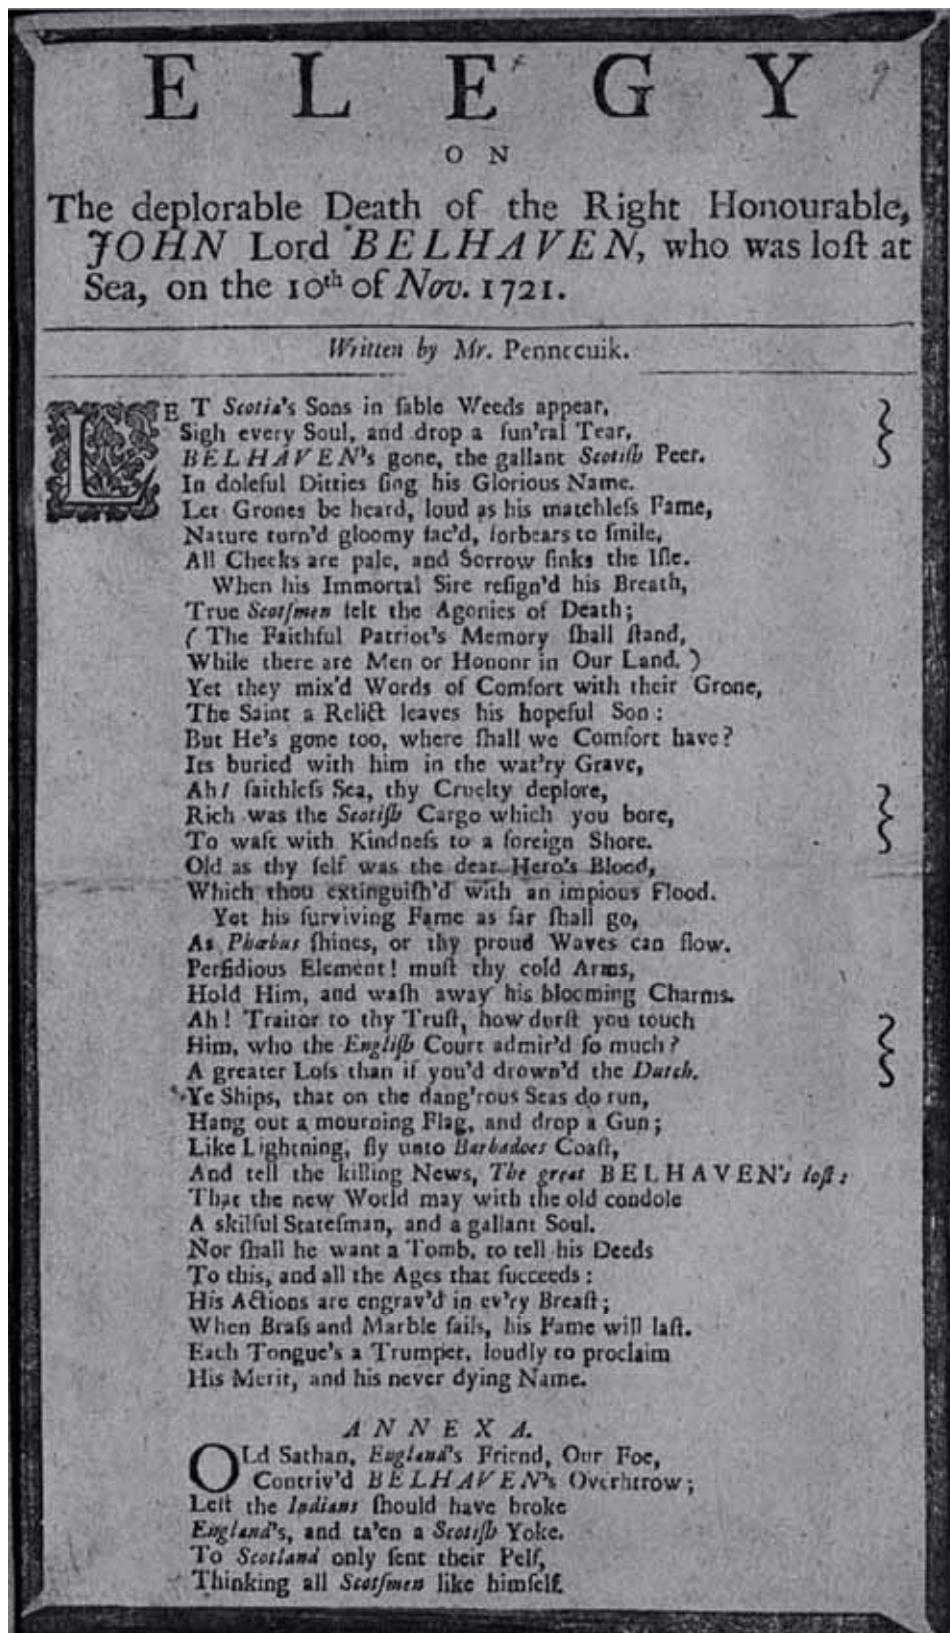 E L E G Y
O N
The deplorable Death of the Right Honourable,
JOHN Lord BELHAVEN, who was loſt at
Sea, on the 10th of Nov. 1721.
Written by Mr. Pennecuik.
LET Scotia's Sons in ſable Weeds appear,
Sigh every Soul, and drop a fun'ral Tear,
BELHAVEN's gone, the gallant Scotiſh Peer.
In doleful Ditties ſing his Glorious Name.
Let Grones be heard, loud as his matchleſs Fame,
Nature turn'd gloomy fac'd, forbears to ſmile,
All Cheeks are pale, and Sorrow ſinks the Iſle.
When his Immortal Sire reſign'd his Breath,
True Scotſmen felt the Agonies of Death;
( The Faithful Patriot's Memory ſhall ſtand,
While there are Men or Hononr in Our Land. )
Yet they mix'd Words of Comfort with their Grone,
The Saint a Relict leaves his hopeful Son:
But He's gone too, where ſhall we Comfort have?
Its buried with him in the wat'ry Grave,
Ah! faithleſs Sea, thy Cruelty deplore,
Rich was the Scotiſh Cargo which you bore,
To waft with Kindneſs to a foreign Shore.
Old as thy ſelf was the dear Hero's Blood,
Which thou extinguiſh'd with an impious Flood.
Yet his ſurviving Fame as far ſhall go,
As Phœbus ſhines, or thy proud Waves can flow.
Perfidious Element! muſt thy cold Arms,
Hold Him, and waſh away his blooming Charms.
Ah! Traitor to thy Truſt, how durſt you touch
Him, who the Engliſh Court admir'd ſo much?
A greater Loſs than if you'd drown'd the Dutch.
Ye Ships, that on the dang'rous Seas do run,
Hang out a mourning Flag, and drop a Gun;
Like Lightning, fly unto Barbadoes Coaſt,
And tell the killing News, The great BELHAVEN's loſt:
That the new World may with the old condole
A skilful Stateſman, and a gallant Soul.
Nor ſhall he want a Tomb, to tell his Deeds
To this, and all the Ages that ſucceeds:
His Actions are engrav'd in ev'ry Breaſt;
When Braſs and Marble fails, his Fame will laſt.
Each Tongue's a Trumpet, loudly to proclaim
His Merit, and his never dying Name.
A N N E X A.
OLd Sathan, England's Friend, Our Foe,
Contriv'd BELHAVEN's Overhtrow;
Leſt the Indians ſhould have broke
England's, and ta'en a Scotiſh Yoke.
To Scotland only ſent their Pelf,
Thinking all Scotſmen like himſelf.